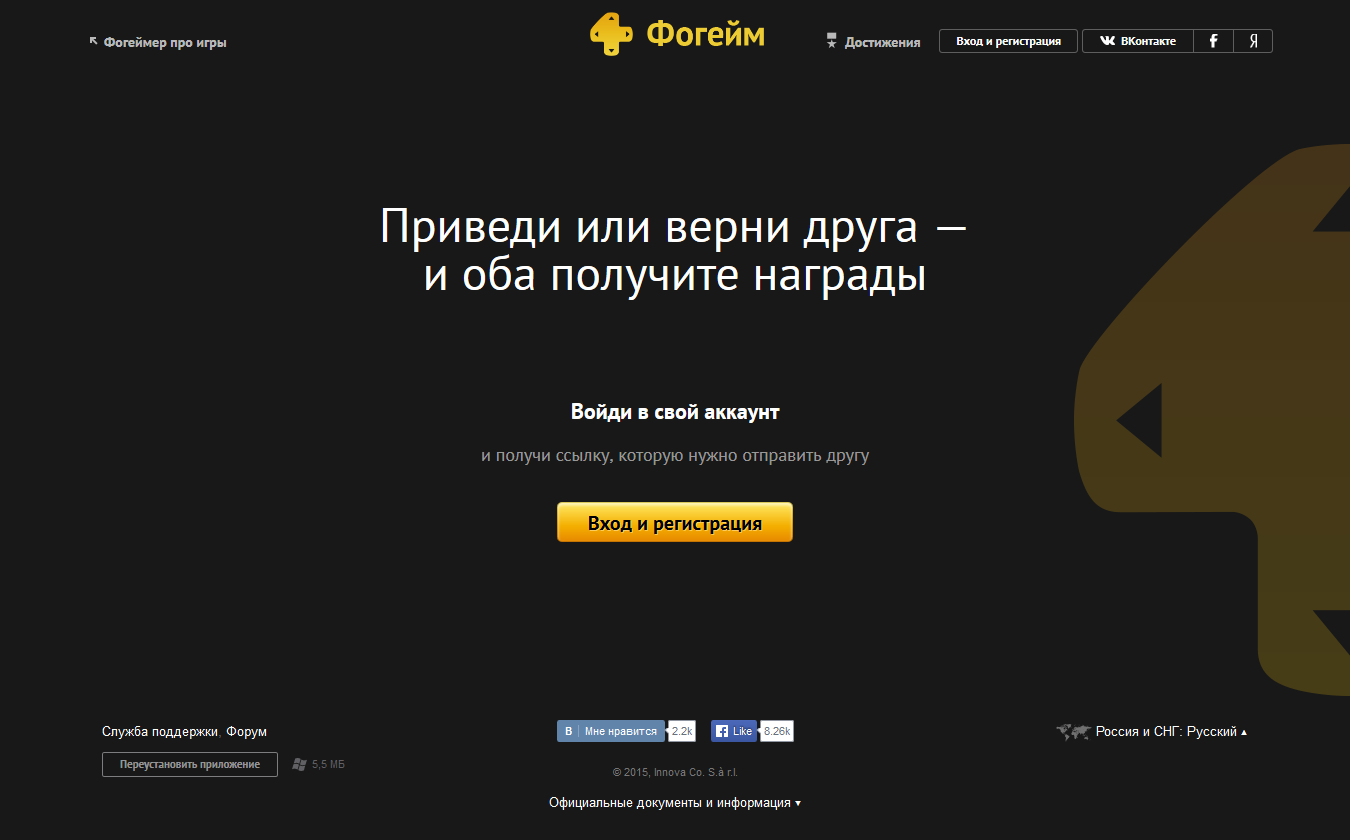 Фогеймер про игры
Фогейм
Достижения
Вход и регистрация
ВКонтакте
f
Я
Приведи или верни друга —
и оба получите награды
Войди в свой аккаунт
и получи ссылку, которую нужно отправить другу
Вход и регистрация
Служба поддержки, Форум
B Мне нравится 2.2k
f Like 8.26k
Россия и СНГ: Русский ▴
Переустановить приложение
5,5 МБ
© 2015, Innova Co. S.à r.l.
Официальные документы и информация ▾